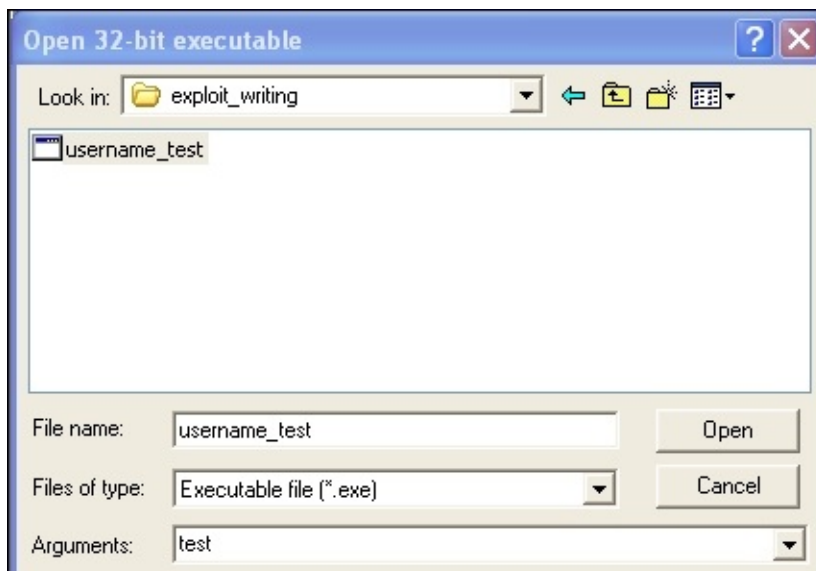 Open 32-bit executable
Look in: exploit_writing
username_test
File name: username_test Open
Files of type: Executable file (*.exe) Cancel
Arguments: test